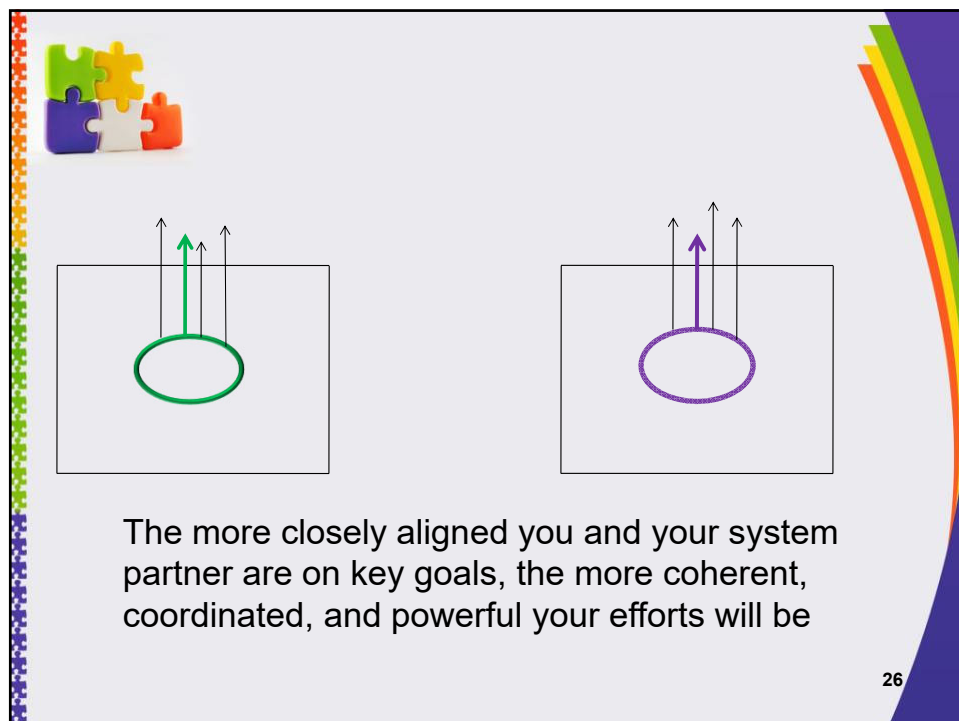 The more closely aligned you and your system
partner are on key goals, the more coherent,
coordinated, and powerful your efforts will be
26